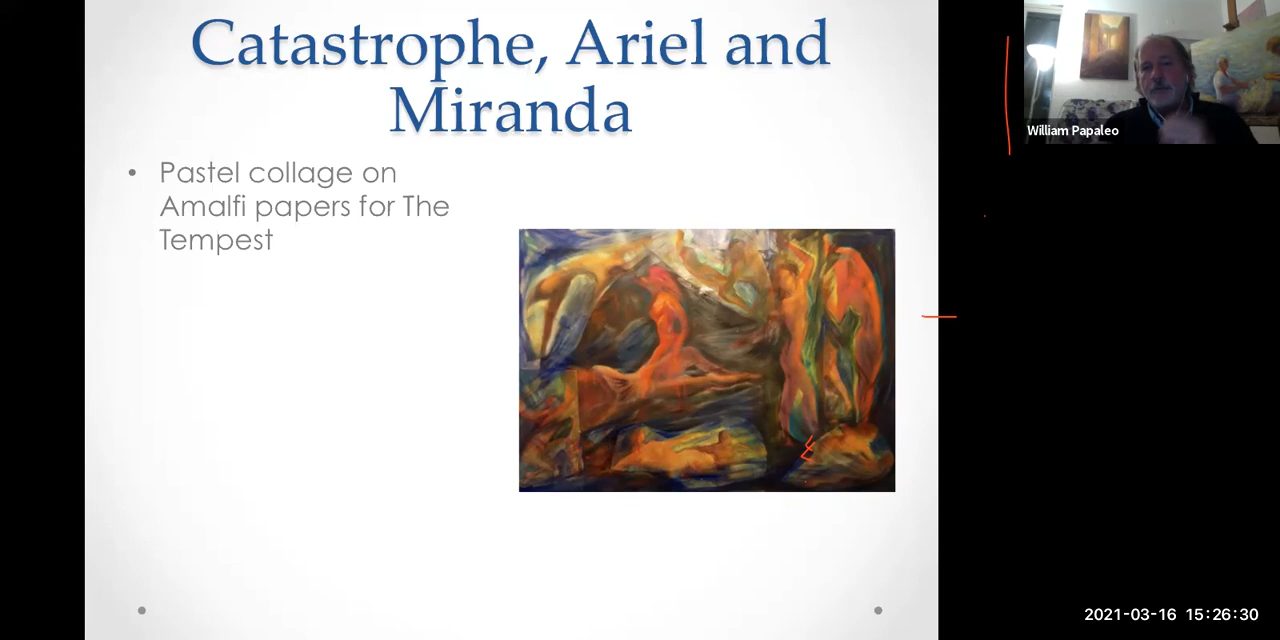 Catastrophe, Ariel and
Miranda
• Pastel collage on
Amalfi papers for The
Tempest
William Papaleo
2021-03-16 15:26:30